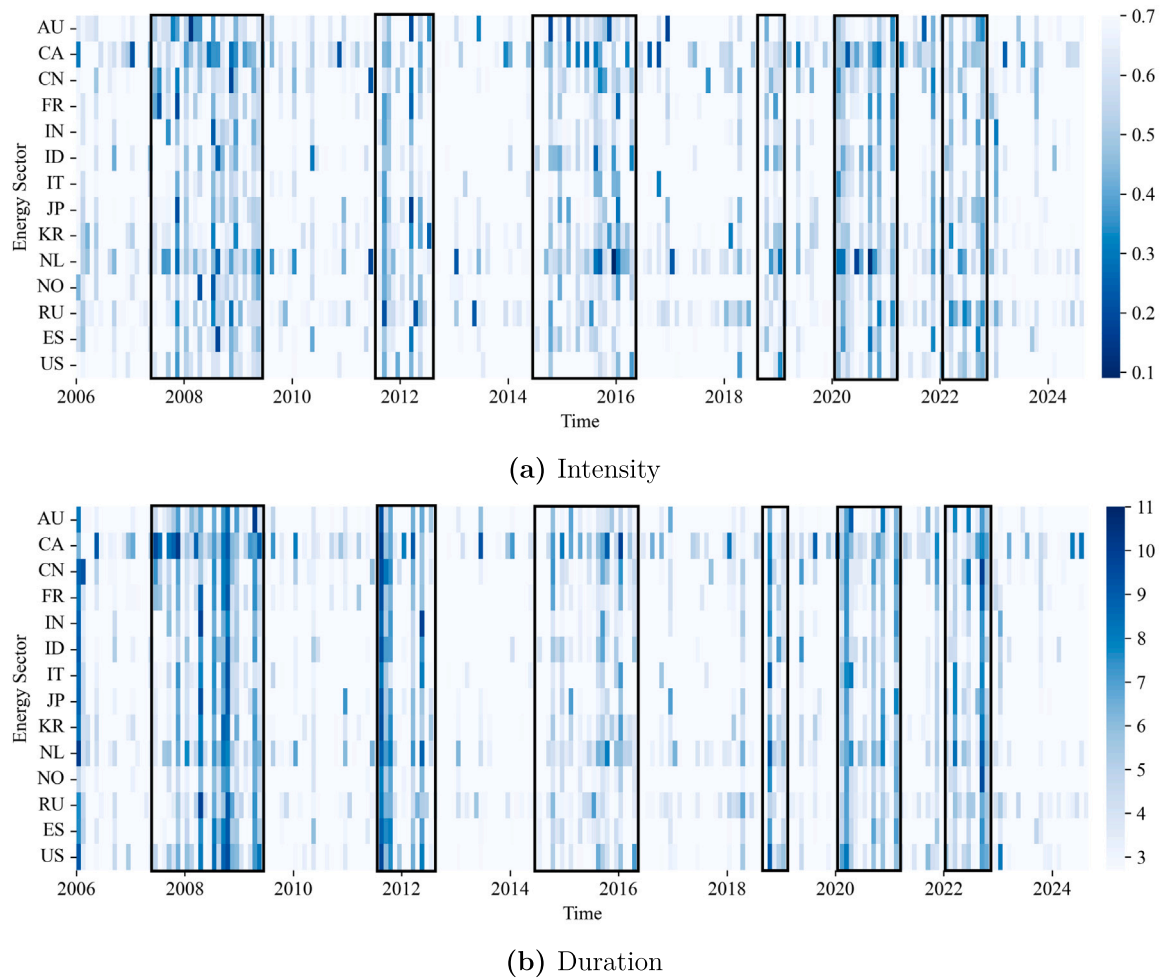 Energy Sector
AU
CA
CN
FR
IN
ID
IT
JP
KR
NL
NO
RU
ES
US
2006 2008 2010 2012 2014 2016 2018 2020 2022 2024
Time
0.7
0.6
0.5
0.4
0.3
0.2
0.1
(a) Intensity
Energy Sector
AU
CA
CN
FR
IN
ID
IT
JP
KR
NL
NO
RU
ES
US
2006 2008 2010 2012 2014 2016 2018 2020 2022 2024
Time
11
10
9
8
7
6
5
4
3
(b) Duration